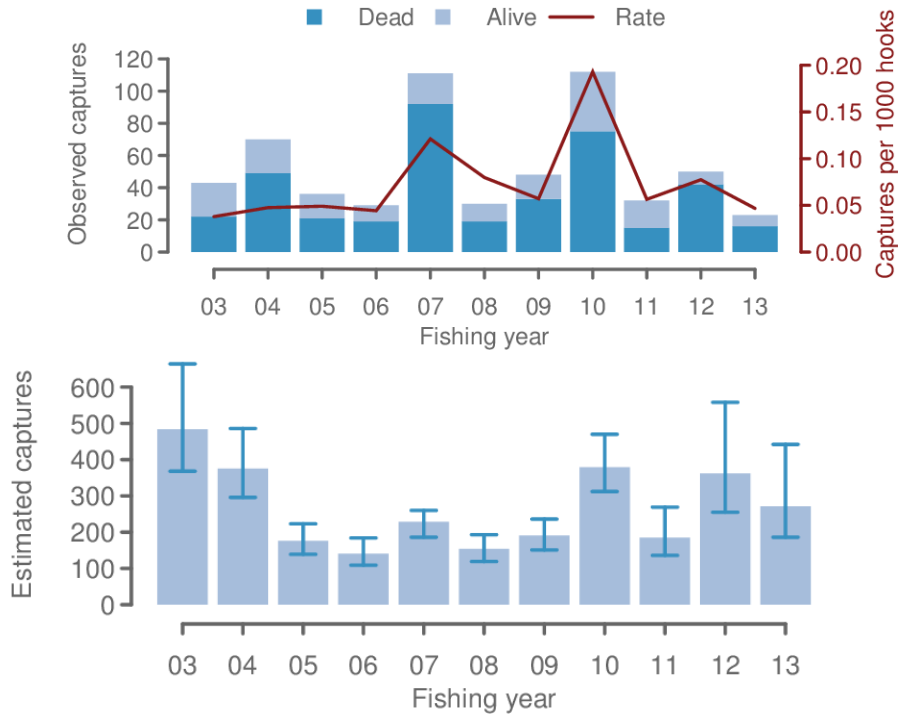 Dead Alive Rate
Observed captures
120
100
80
60
40
20
0
0.20
0.15
0.10
0.05
0.00
Captures per 1000 hooks
03 04 05 06 07 08 09 10 11 12 13
Fishing year
Estimated captures
600
500
400
300
200
100
0
03 04 05 06 07 08 09 10 11 12 13
Fishing year